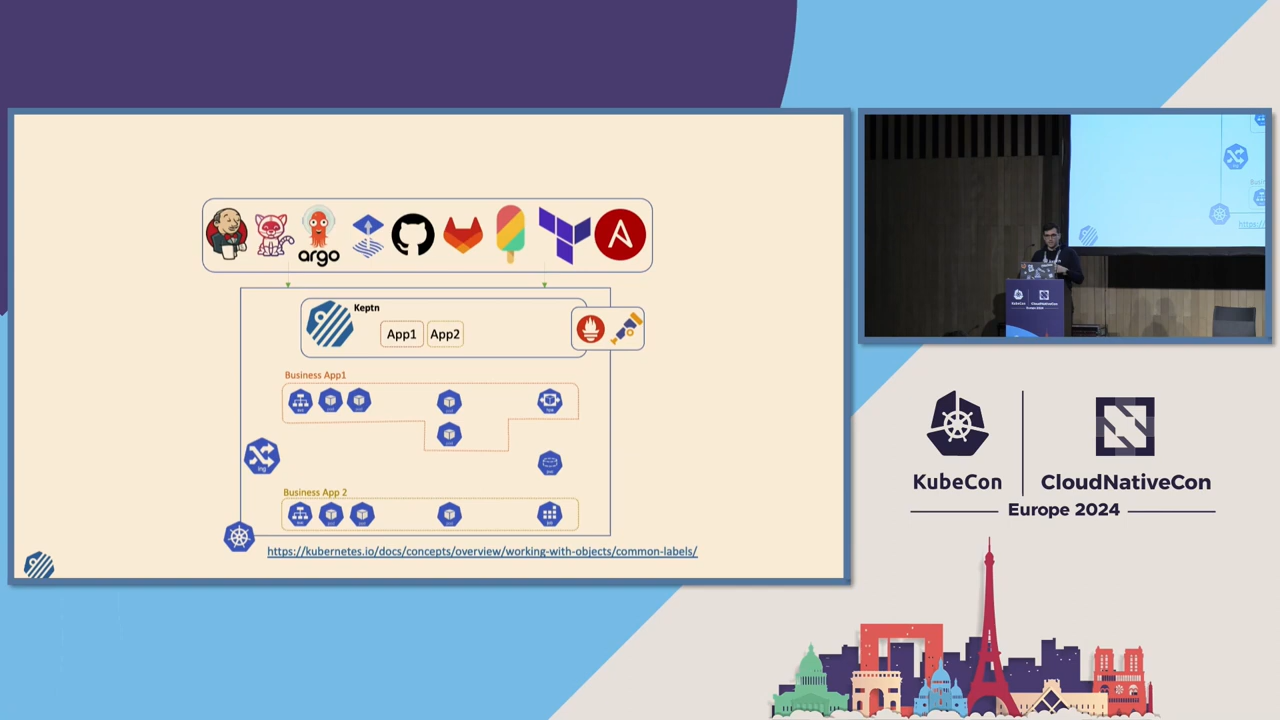 argo
Keptn
App1
App2
Business App1
ing
Business App 2
https://kubernetes.io/docs/concepts/overview/working-with-objects/common-labels/
KubeCon
CloudNativeCon
Europe 2024